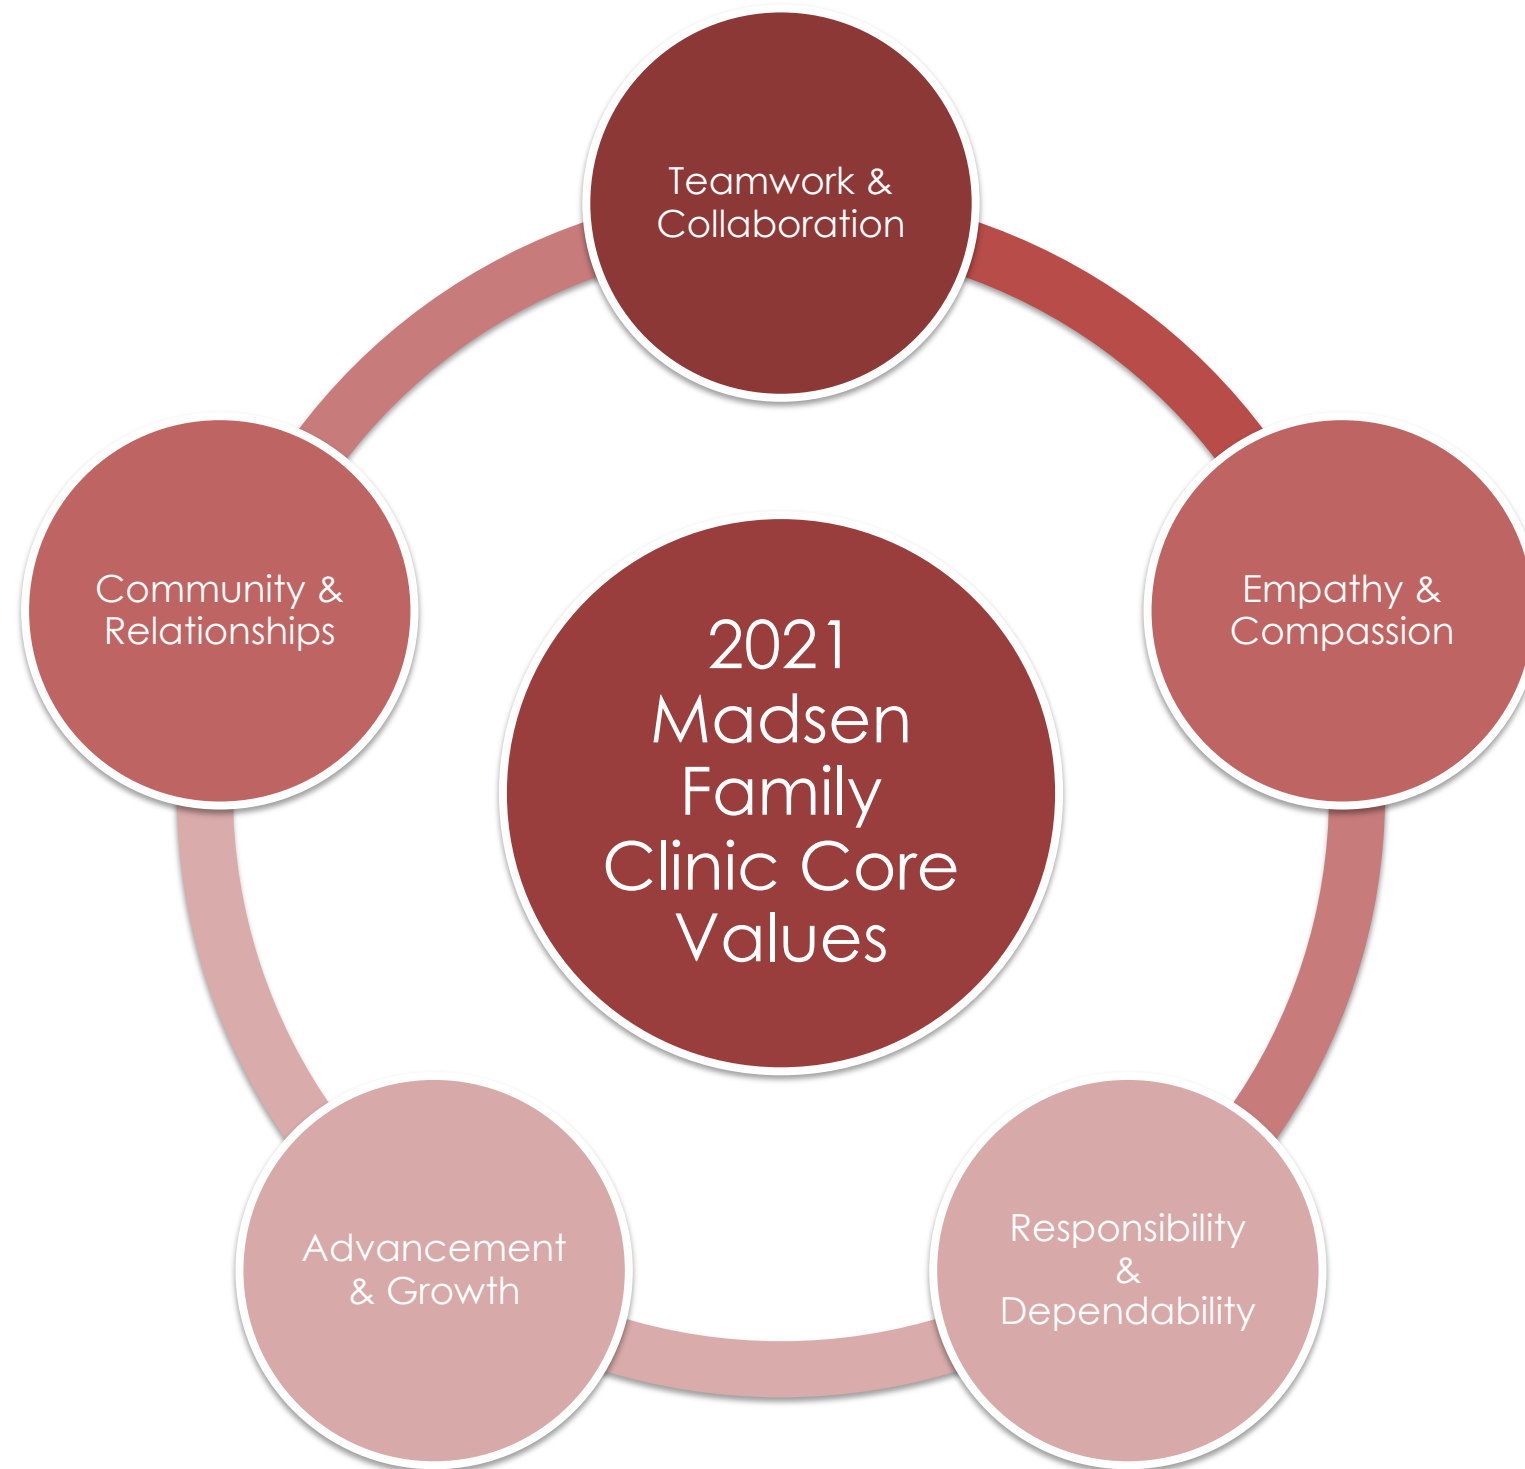 Teamwork &
Collaboration
Empathy &
Compassion
Responsibility
&
Dependability
Advancement
& Growth
Community &
Relationships
2021
Madsen
Family
Clinic Core
Values